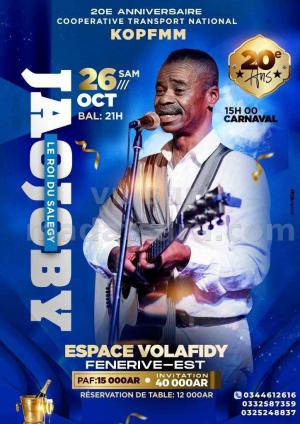 20E ANNIVERSAIRE
COOPERATIVE TRANSPORT NATIONAL
KOPFMM
JAOJOBY
LE ROI DU SALEGY
26 SAM
///
OCT
BAL: 21H
20e
Ans
15H 00
CARNAVAL
ESPACE VOLAFIDY
FENERIVE-EST
PAF: 15 000AR
INVITATION
40 000AR
RÉSERVATION DE TABLE: 12 000AR
0344612616
0332587359
0325248837